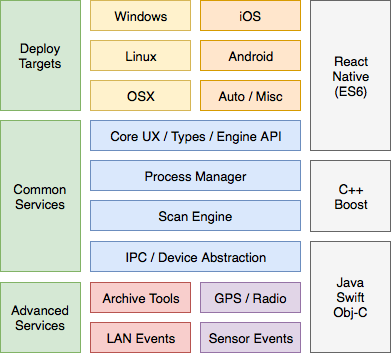 Deploy
Targets
Windows
iOS
Linux
Android
OSX
Auto / Misc
React
Native
(ES6)
Common
Services
Core UX / Types / Engine API
Process Manager
Scan Engine
IPC / Device Abstraction
C++
Boost
Advanced
Services
Archive Tools
GPS / Radio
LAN Events
Sensor Events
Java
Swift
Obj-C